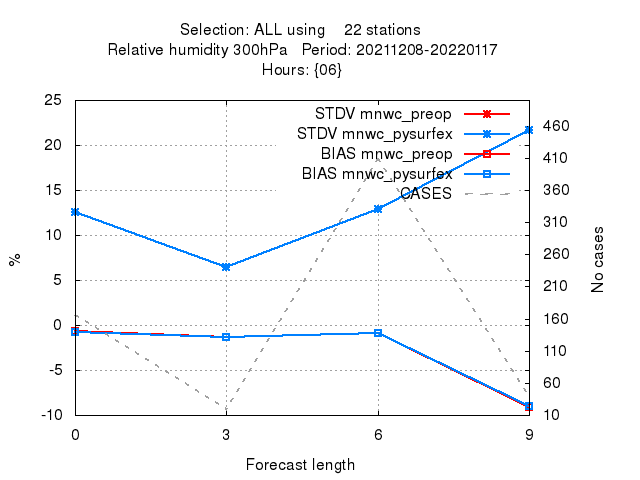 Selection: ALL using    22 stations
Relative humidity 300hPa   Period: 20211208-20220117
Hours: {06}
25
20
15
10
5
0
-5
-10
%
STDV mnwc_preop
STDV mnwc_pysurfex
BIAS mnwc_preop
BIAS mnwc_pysurfex
CASES
460
410
360
310
260
210
160
110
60
10
No cases
0 3 6 9
Forecast length